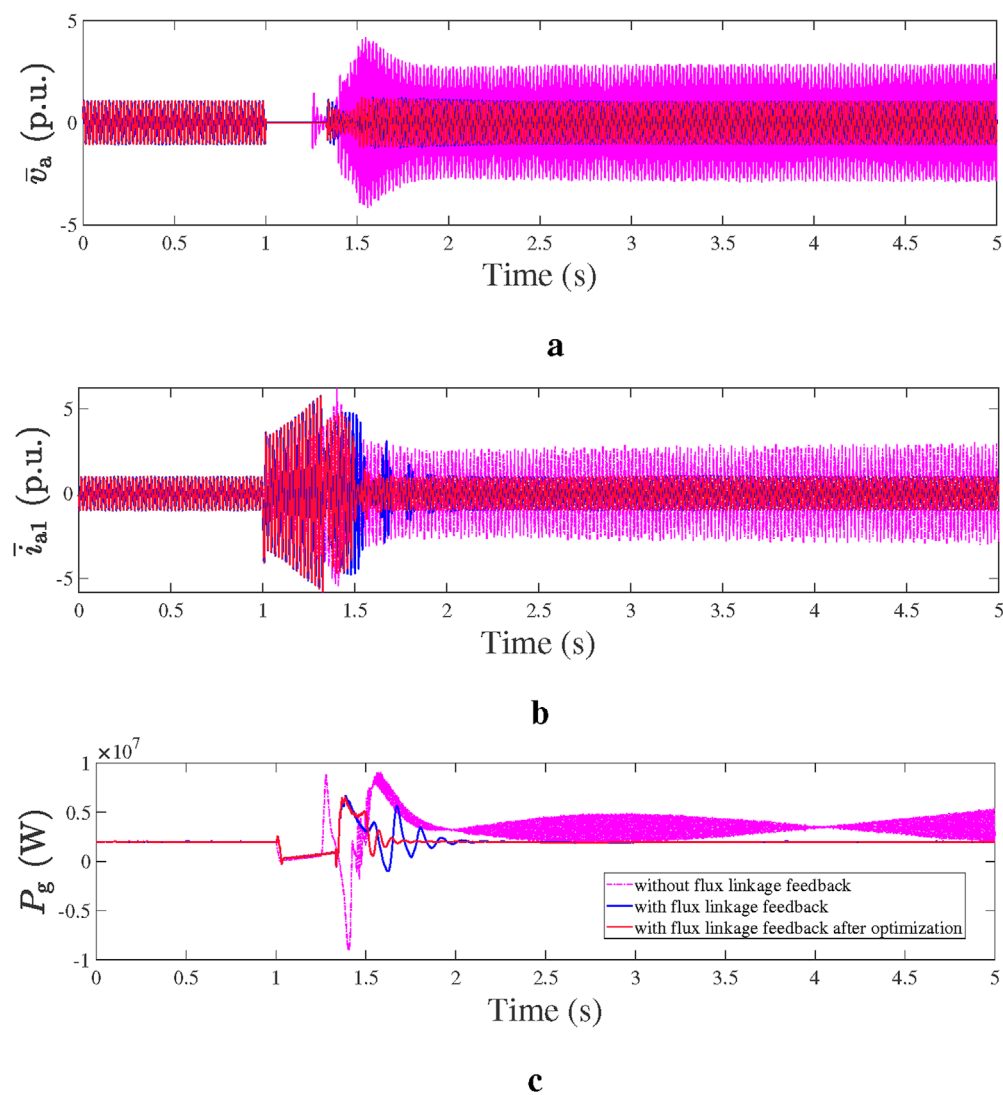 5
0
-5
v̅a (p.u.)
0 0.5 1 1.5 2 2.5 3 3.5 4 4.5 5
Time (s)
a
5
0
-5
i̅a1 (p.u.)
0 0.5 1 1.5 2 2.5 3 3.5 4 4.5 5
Time (s)
b
×10^7
1
0.5
0
-0.5
-1
Pg (W)
without flux linkage feedback
with flux linkage feedback
with flux linkage feedback after optimization
0 0.5 1 1.5 2 2.5 3 3.5 4 4.5 5
Time (s)
c